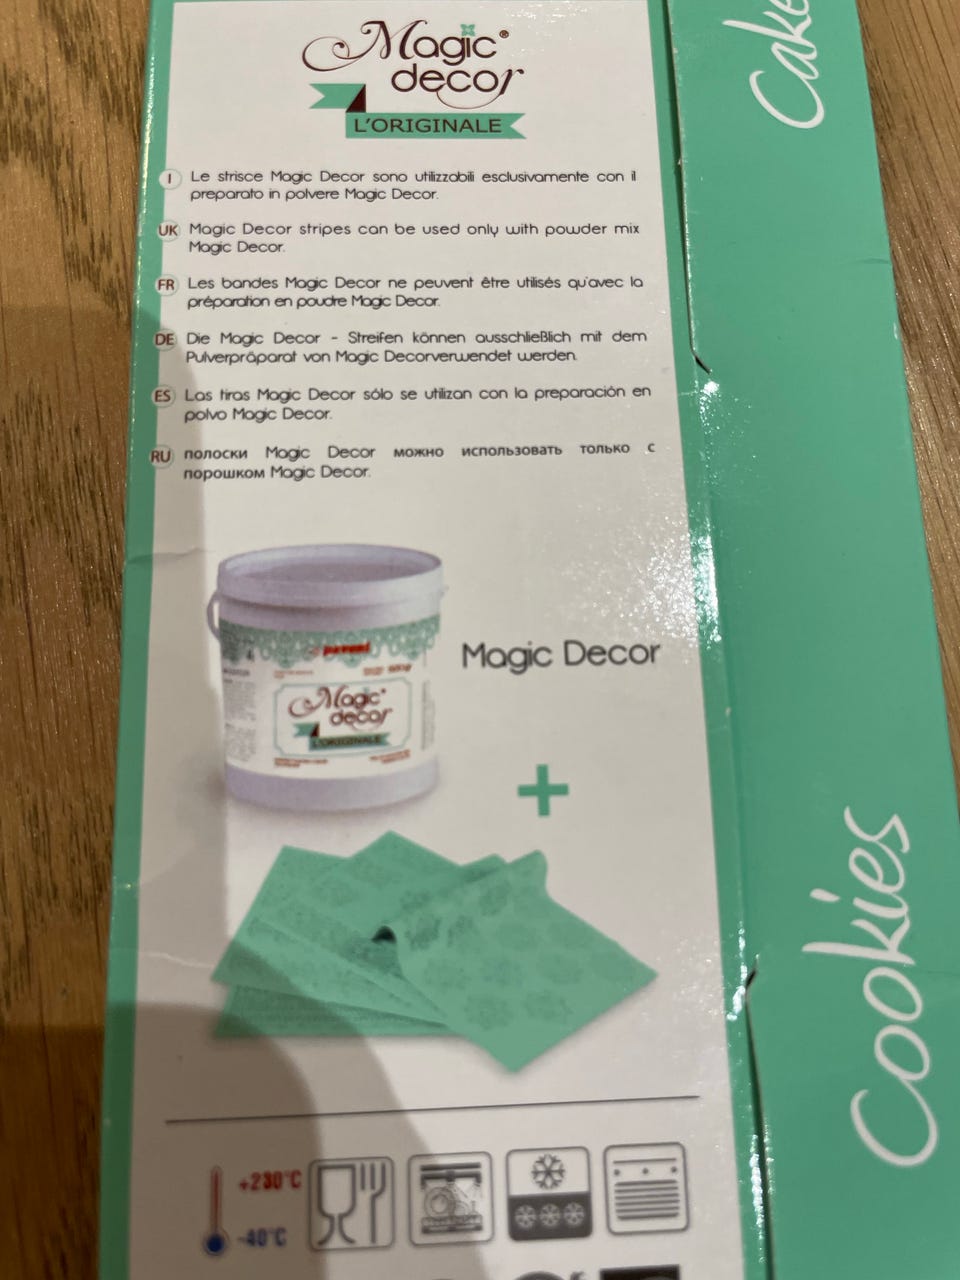 Magic®
decor
L'ORIGINALE
I Le strisce Magic Decor sono utilizzabili esclusivamente con il
preparato in polvere Magic Decor.
UK Magic Decor stripes can be used only with powder mix
Magic Decor.
FR Les bandes Magic Decor ne peuvent être utilisés qu'avec la
préparation en poudre Magic Decor.
DE Die Magic Decor - Streifen können ausschließlich mit dem
Pulverpräparat von Magic Decorverwendet werden.
ES Las tiras Magic Decor sólo se utilizan con la preparación en
polvo Magic Decor.
RU полоски Magic Decor можно использовать только с
порошком Magic Decor.
pavoni
Magic®
decor
L'ORIGINALE
Magic Decor
+
+230°C
-40°C
Cake
Cookies